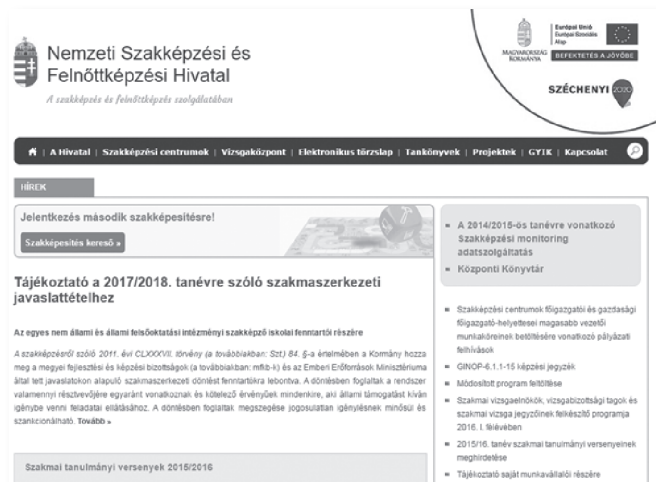 Nemzeti Szakképzési és
Felnőttképzési Hivatal
A szakképzés és felnőttképzés szolgálatában
MAGYARORSZÁG
KORMÁNYA
Európai Unió
Európai Szociális
Alap
BEFEKTETÉS A JÖVŐBE
SZÉCHENYI 2020
A Hivatal | Szakképzési centrumok | Vizsgaközpont | Elektronikus törzslap | Tankönyvek | Projektek | GYIK | Kapcsolat
HÍREK
Jelentkezés második szakképesítésre!
Szakképesítés kereső »
Tájékoztató a 2017/2018. tanévre szóló szakmaszerkezeti
javaslattételhez
Az egyes nem állami és állami felsőoktatási intézményi szakképző iskolai fenntartói részére
A szakképzésről szóló 2011. évi CLXXXVII. törvény (a továbbiakban: Szt.) 84. §-a értelmében a Kormány hozza
meg a megyei fejlesztési és képzési bizottságok (a továbbiakban: mfkb-k) és az Emberi Erőforrások Minisztériuma
által tett javaslatokon alapuló szakmaszerkezeti döntést fenntartókra lebontva. A döntésben foglaltak a rendszer
valamennyi résztvevőjére egyaránt vonatkoznak és kötelező érvényűek mindenkire, aki állami támogatást kíván
igénybe venni feladatai ellátásához. A döntésben foglaltak megszegése jogosulatlan igénylésnek minősül és
szankcionálható. Tovább »
Szakmai tanulmányi versenyek 2015/2016
A 2014/2015-ös tanévre vonatkozó
Szakképzési monitoring
adatszolgáltatás
Központi Könyvtár
Szakképzési centrumok főigazgatói és gazdasági
főigazgató-helyettesei magasabb vezetői
munkaköreinek betöltésére vonatkozó pályázati
felhívások
GINOP-6.1.1-15 képzési jegyzék
Módosított program feltöltése
Szakmai vizsgaelnökök, vizsgabizottsági tagok és
szakmai vizsga jegyzőinek felkészítő programja
2016. I. félévében
2015/16. tanév szakmai tanulmányi versenyeinek
meghirdetése
Tájékoztató saját munkavállalói részére